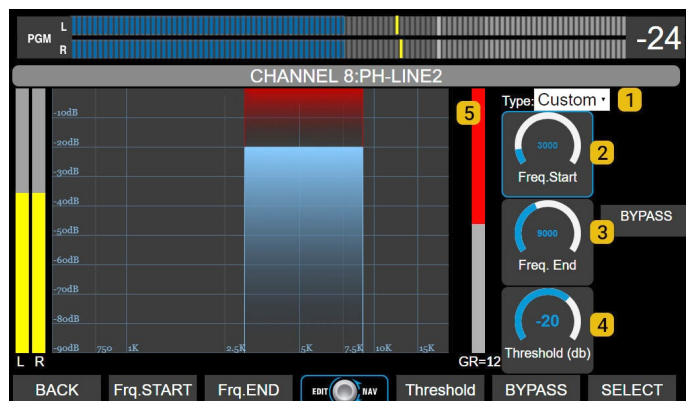 PGM
L
R
-24
CHANNEL 8:PH-LINE2
-10dB
-20dB
-30dB
-40dB
-50dB
-60dB
-70dB
-80dB
-90dB
750 1K 2.5K 5K 7.5K 10K 15K
L R
5
GR=12
Type: Custom
1
3000
Freq.Start
2
9000
Freq. End
3
BYPASS
-20
Threshold (db)
4
BACK Frq.START Frq.END EDIT NAV Threshold BYPASS SELECT